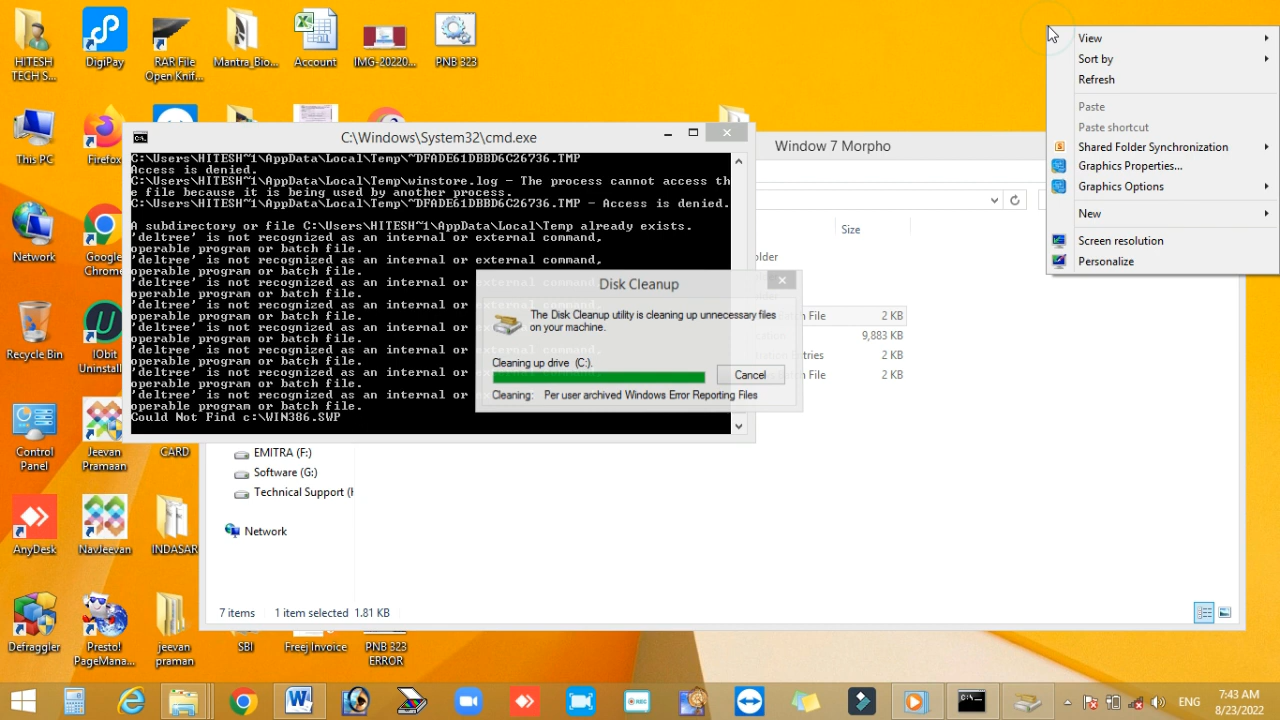 HITESH
TECH S...
DigiPay
RAR File
Open Knif...
Mantra_Bio...
Account
IMG-20220...
PNB 323
This PC
Firefox
Network
Google
Chrome
Recycle Bin
IObit
Uninstall
Control
Panel
Jeevan
Pramaan
CARD
AnyDesk
NavJeevan
INDASAR
Defraggler
Presto!
PageMana...
jeevan
praman
SBI
Freej Invoice
PNB 323
ERROR
C:\Windows\System32\cmd.exe
C:\Users\HITESH~1\AppData\Local\Temp\~DFADE61DBBD6C26736.TMP
Access is denied.
C:\Users\HITESH~1\AppData\Local\Temp\winstore.log - The process cannot access th
e file because it is being used by another process.
C:\Users\HITESH~1\AppData\Local\Temp\~DFADE61DBBD6C26736.TMP - Access is denied.
A subdirectory or file C:\Users\HITESH~1\AppData\Local\Temp already exists.
'deltree' is not recognized as an internal or external command,
operable program or batch file.
'deltree' is not recognized as an internal or external command,
operable program or batch file.
'deltree' is not recognized as an internal or
operable program or batch file.
'deltree' is not recognized as an internal or
operable program or batch file.
'deltree' is not recognized as an internal or
operable program or batch file.
'deltree' is not recognized as an internal or
operable program or batch file.
'deltree' is not recognized as an internal or
operable program or batch file.
'deltree' is not recognized as an internal or
operable program or batch file.
Could Not Find c:\WIN386.SWP
Disk Cleanup
The Disk Cleanup utility is cleaning up unnecessary files
on your machine.
Cleaning up drive (C:).
Cancel
Cleaning: Per user archived Windows Error Reporting Files
Window 7 Morpho
Size
older
File 2 KB
9,883 KB
Entries 2 KB
File 2 KB
EMITRA (F:)
Software (G:)
Technical Support (H
Network
7 items 1 item selected 1.81 KB
View
Sort by
Refresh
Paste
Paste shortcut
Shared Folder Synchronization
Graphics Properties...
Graphics Options
New
Screen resolution
Personalize
REC
ENG
7:43 AM
8/23/2022